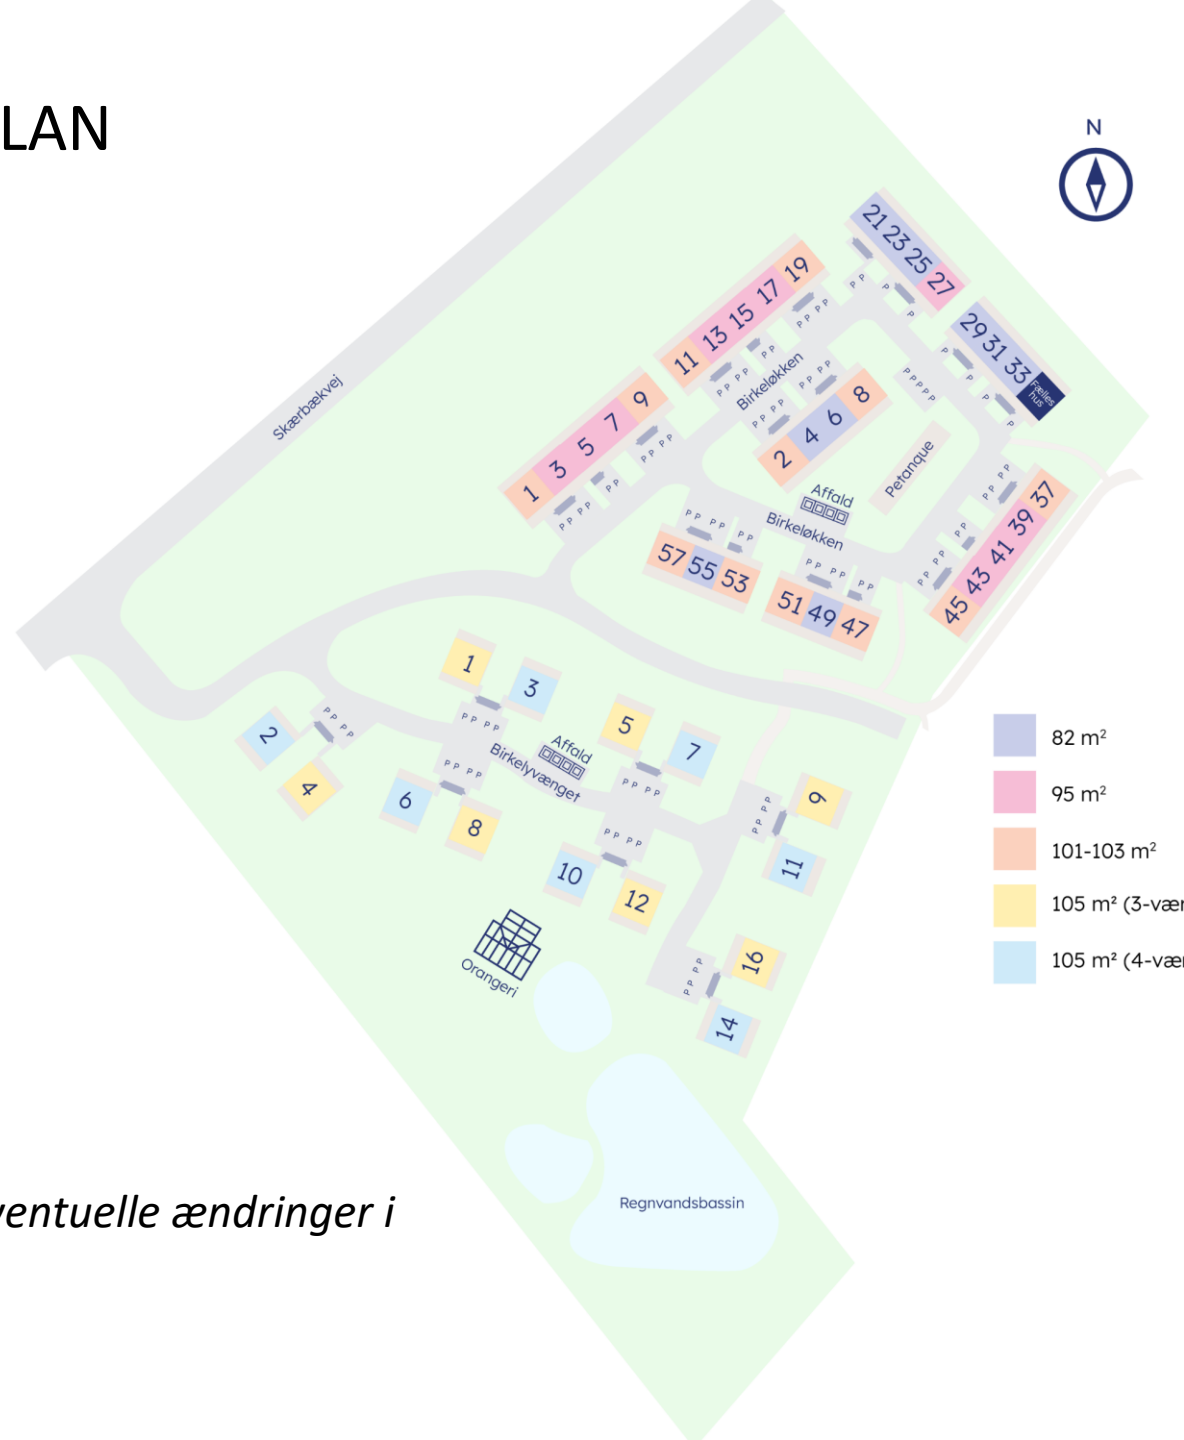 LAN
N
21 23 25 27
29 31 33
Fælles
hus
11 13 15 17 19
1 3 5 7 9
Birkeløkken
2 4 6 8
Petanque
Affald
Birkeløkken
57 55 53
51 49 47
45 43 41 39 37
Skærbækvej
P P
P
P
P
P
P
P
P P P P P
P P P P
P P
P P P P
P P P P
P P P P
P P P P
P P
P P P P
P P P P
P P
P P P P
P P
P P P P
P P
P P P P
1
3
2
4
P P P P
P P P P
P P P P
5
7
6
8
Affald
Birkelyvænget
P P P P
P P P P
9
11
P P P P
10
12
16
14
P P P P
Orangeri
Regnvandsbassin
82 m²
95 m²
101-103 m²
105 m² (3-vær
105 m² (4-vær
ventuelle ændringer i